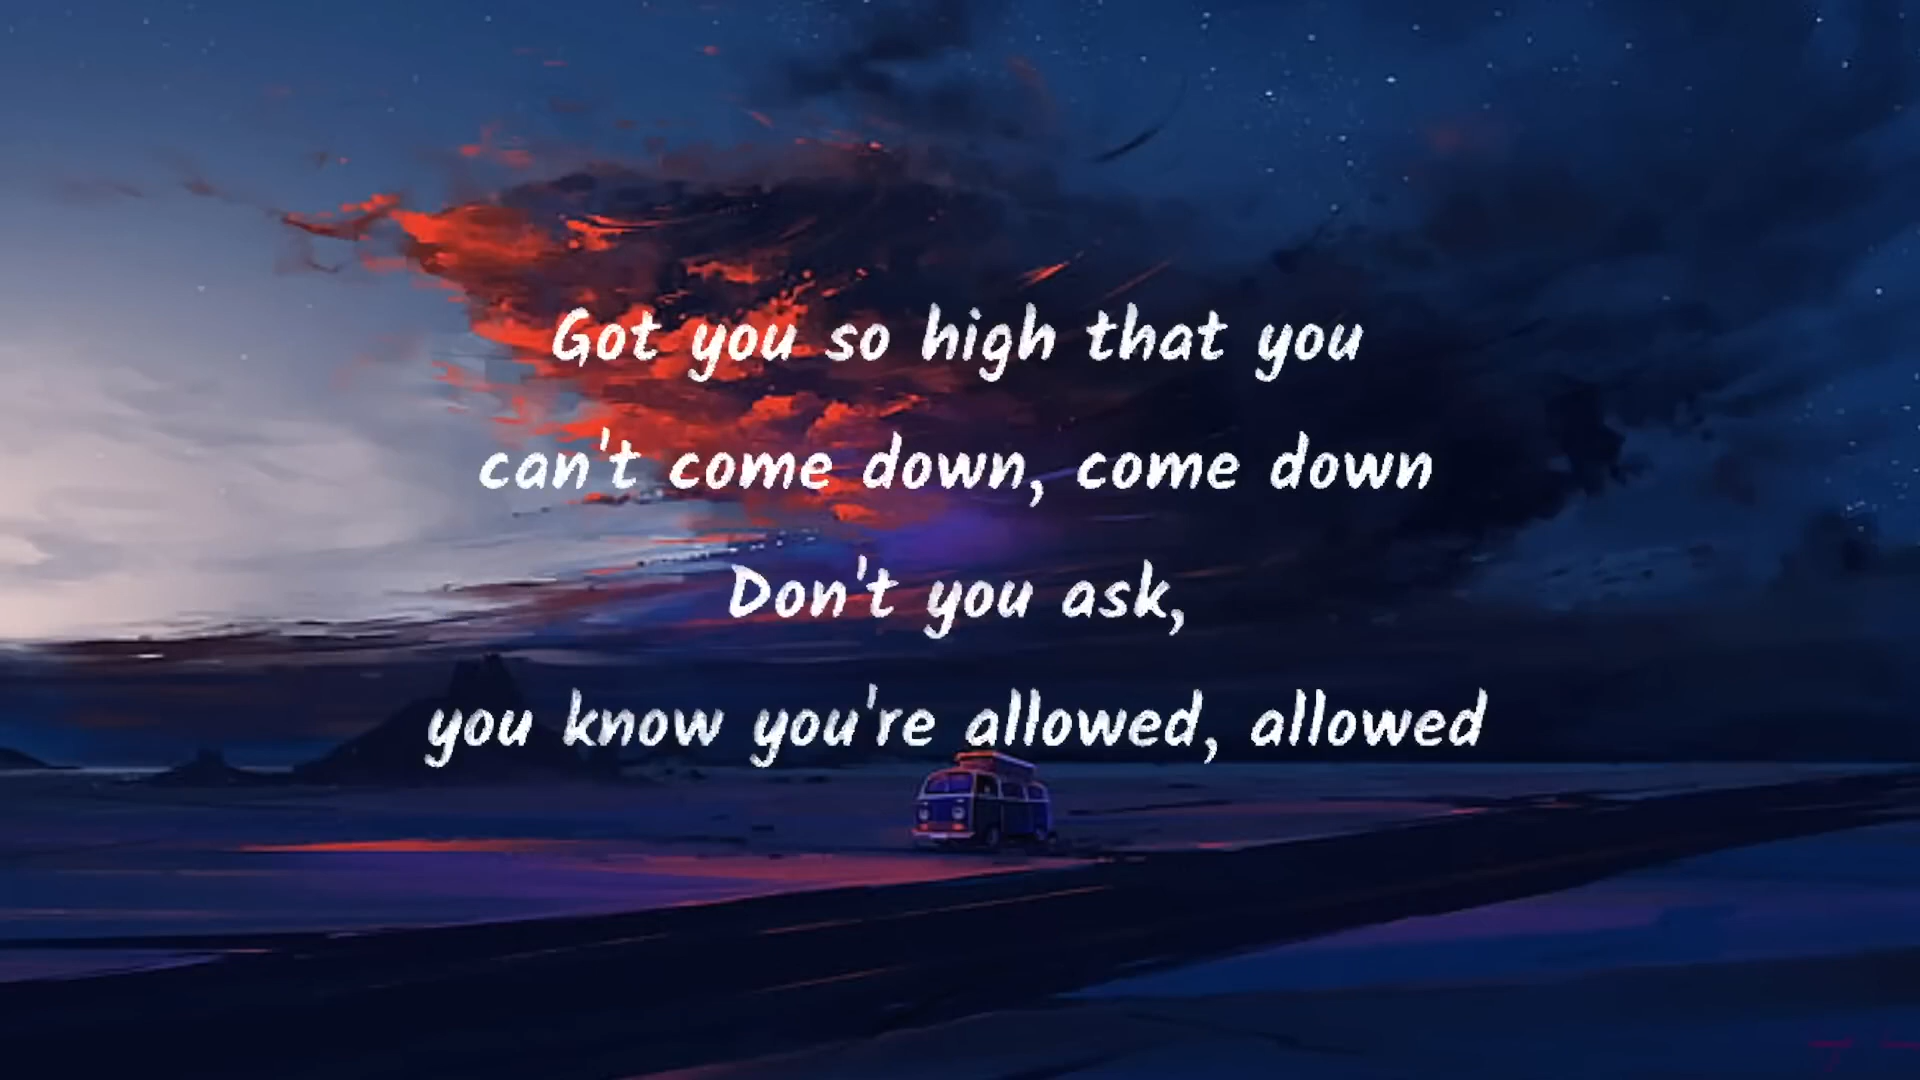 Got you so high that you
can't come down, come down
Don't you ask,
you know you're allowed, allowed